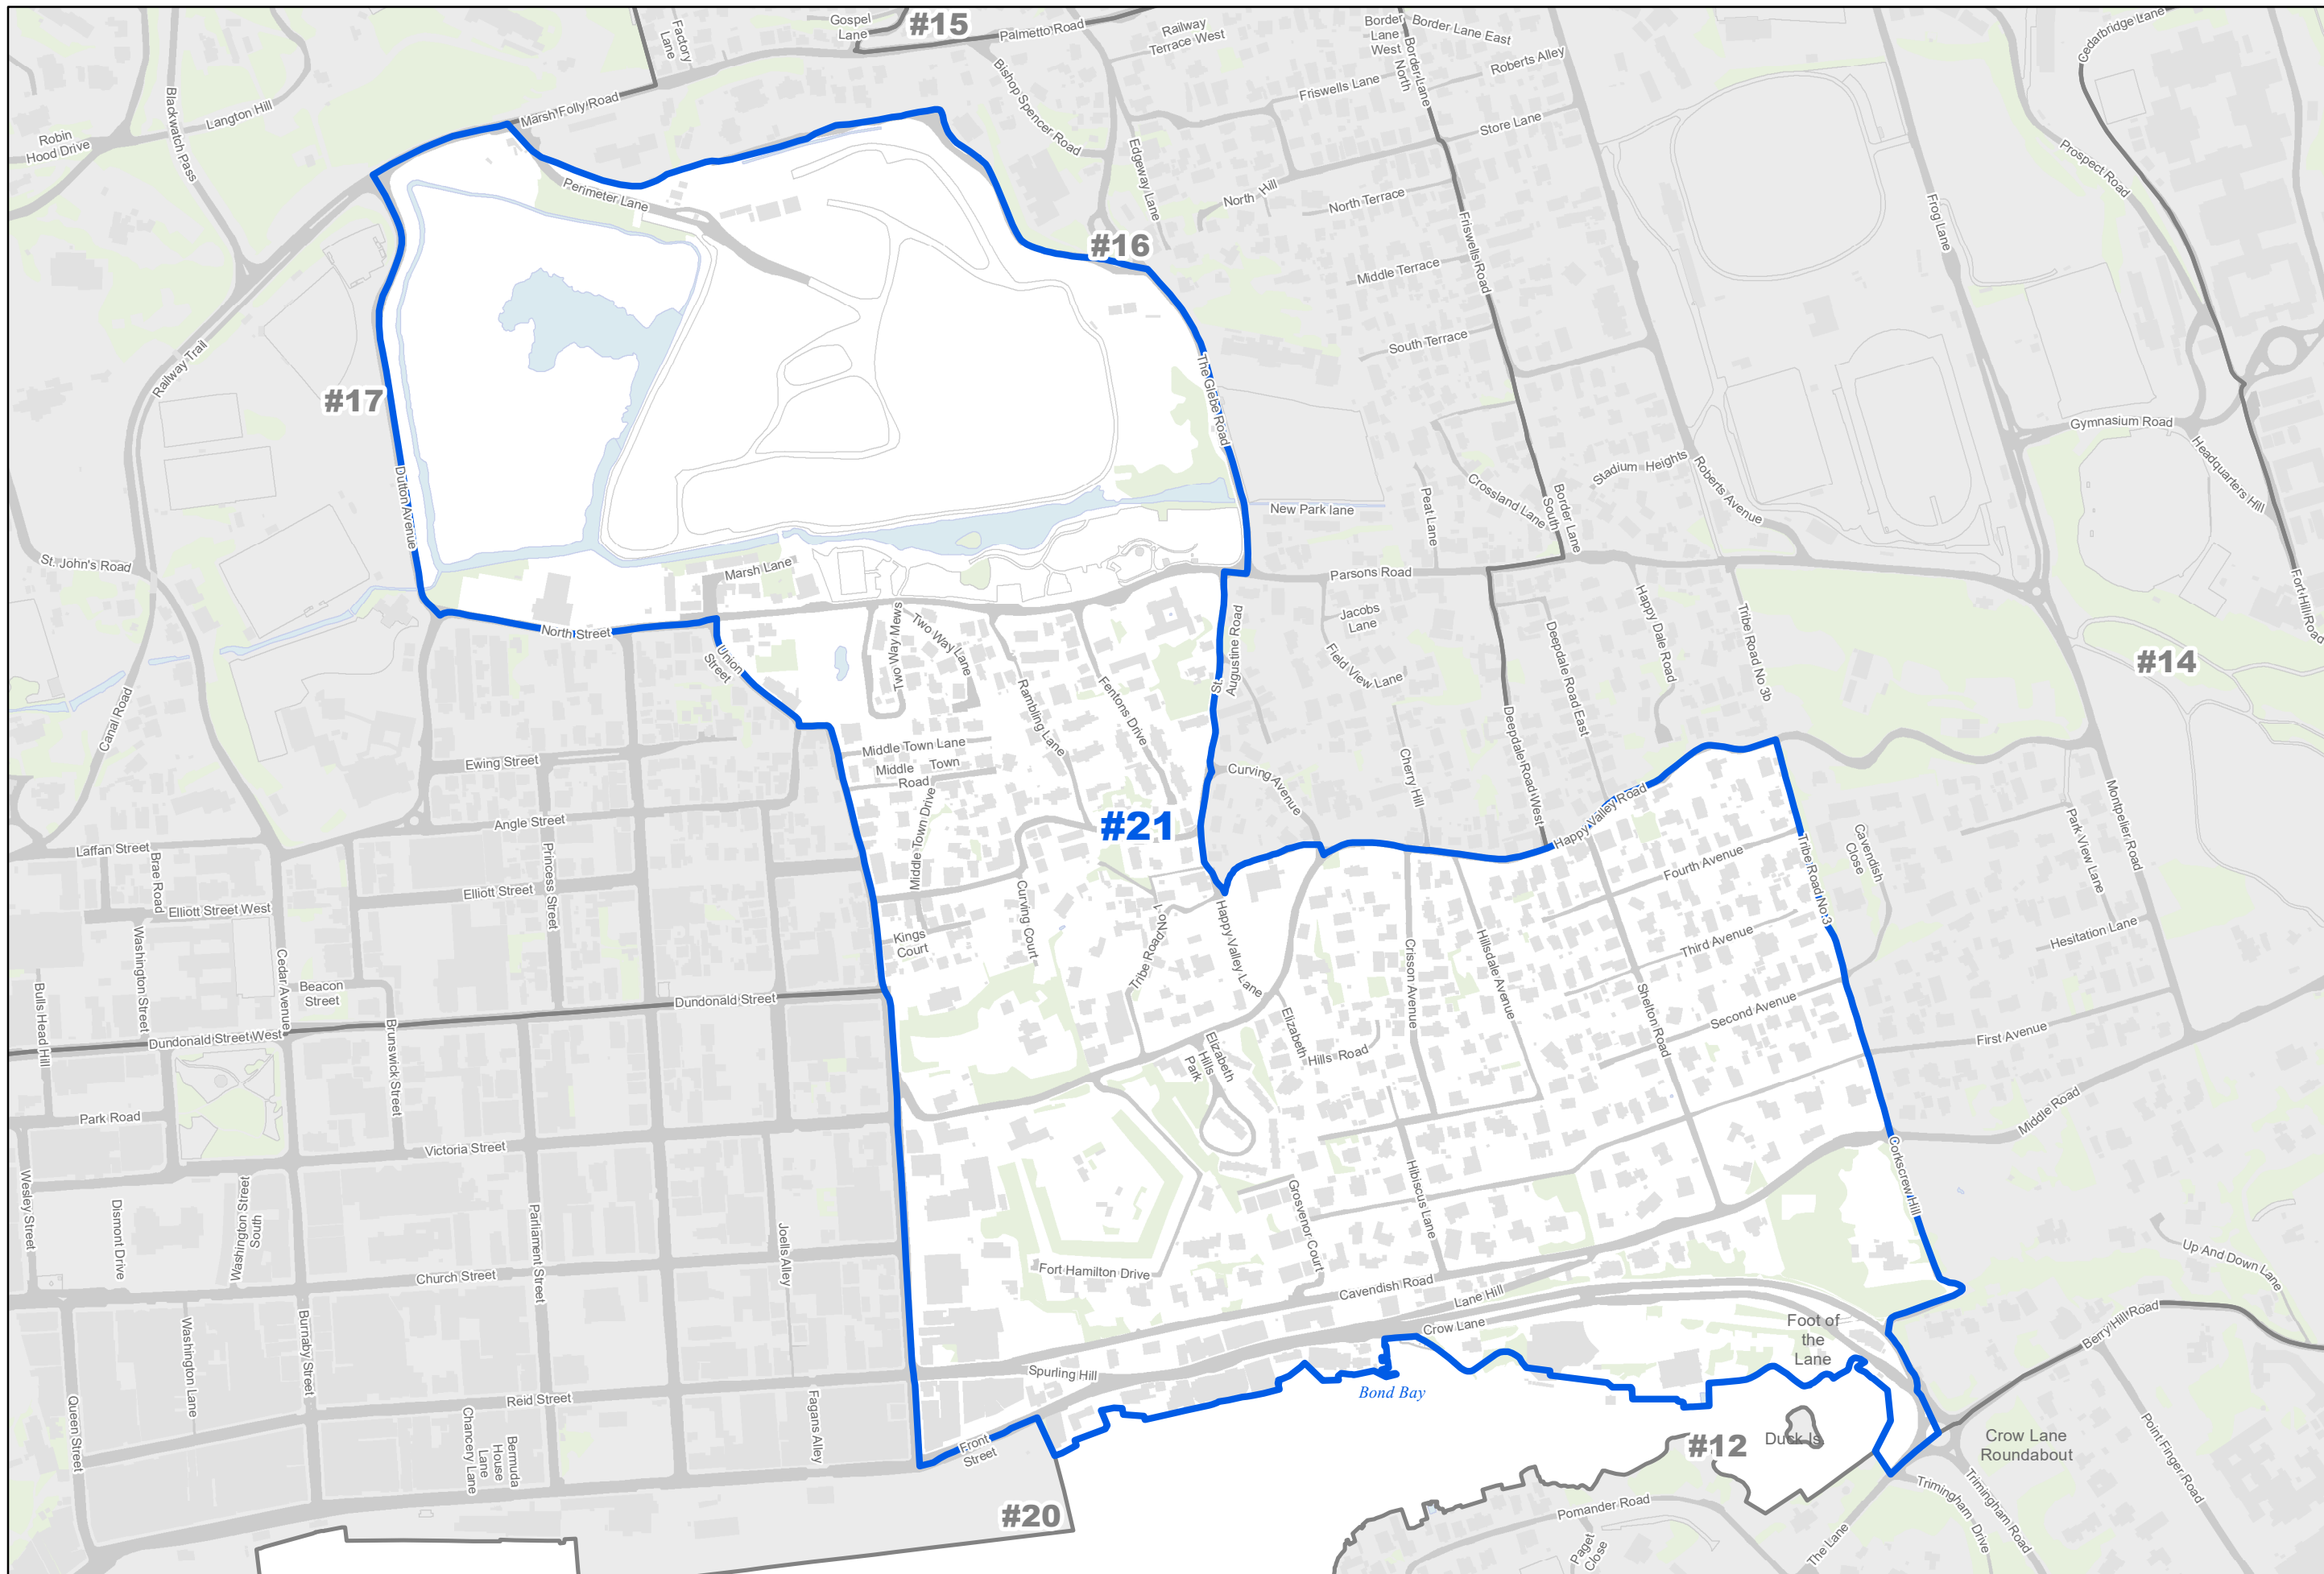 Gospel
Lane
#15
Palmetto Road
Factory
Lane
Railway
Terrace West
Border
Lane
West
Border Lane East
Border Lane
North
Roberts Alley
Cedarbridge Lane
Blackwatch Pass
Langton Hill
Marsh Folly Road
Bishop Spencer Road
Friswells Lane
Store Lane
Robin
Hood Drive
Perimeter Lane
Edgeway Lane
North Hill
North Terrace
Prospect Road
Frog Lane
#16
Friswells Road
Middle Terrace
South Terrace
Railway Trail
#17
The Glebe Road
Gymnasium Road
Headquarters Hill
Dutton Avenue
New Park lane
Peat Lane
Crossland Lane
Border Lane
South
Stadium Heights
Roberts Avenue
Fort Hill Road
St. John's Road
Marsh Lane
Parsons Road
North Street
Union
Street
Two Way Mews
Two Way Lane
Rambling Lane
Fentons Drive
St.
Augustine Road
Jacobs
Lane
Field View Lane
Deepdale Road East
Happy Dale Road
Tribe Road No 3b
#14
Canal Road
Ewing Street
Middle Town Lane
Middle Town
Road
Middle Town Drive
Curving Avenue
Cherry Hill
Deepdale Road West
Happy Valley Road
Montpelier Road
Park View Lane
Angle Street
#21
Laffan Street
Brae Road
Princess Street
Fourth Avenue
Tribe Road No 3
Cavendish
Close
Elliott Street
Elliott Street West
Washington Street
Kings
Court
Curving Court
Tribe Road
No 1
Happy Valley Lane
Crisson Avenue
Hillsdale Avenue
Third Avenue
Hesitation Lane
Bulls Head Hill
Cedar Avenue
Beacon
Street
Dundonald Street
Dundonald Street West
Brunswick Street
Elizabeth
Hills Road
Elizabeth
Hills
Park
Shelton Road
Second Avenue
First Avenue
Middle Road
Park Road
Victoria Street
Corkscrew Hill
Wesley Street
Dismont Drive
Washington Street
South
Parliament Street
Joells Alley
Grosvenor Court
Hibiscus Lane
Up And Down Lane
Church Street
Fort Hamilton Drive
Cavendish Road
Lane Hill
Crow Lane
Foot of
the
Lane
Berry Hill Road
Washington Lane
Burnaby Street
Spurling Hill
Bond Bay
Queen Street
Reid Street
Chancery Lane
Bermuda
House
Lane
Fagans Alley
Front
Street
#12
Duck Is
Crow Lane
Roundabout
Point Finger Road
#20
Pomander Road
Paget
Close
The Lane
Trimingham Drive
Trimingham Road